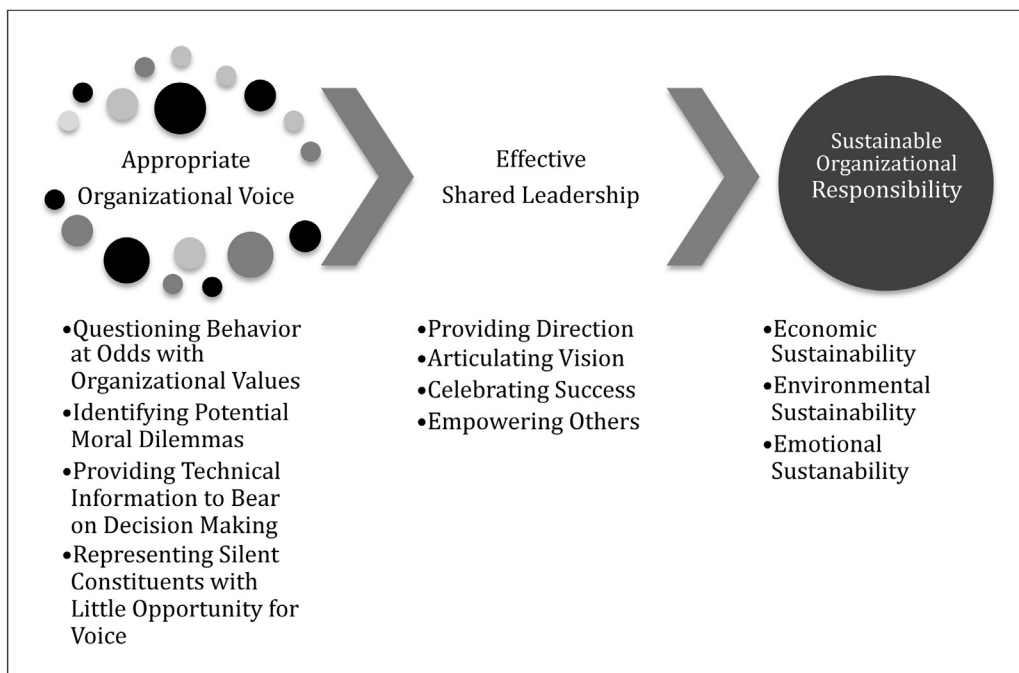 Appropriate
Organizational Voice
Effective
Shared Leadership
Sustainable
Organizational
Responsibility
•Questioning Behavior
at Odds with
Organizational Values
•Identifying Potential
Moral Dilemmas
•Providing Technical
Information to Bear
on Decision Making
•Representing Silent
Constituents with
Little Opportunity for
Voice
•Providing Direction
•Articulating Vision
•Celebrating Success
•Empowering Others
•Economic
Sustainability
•Environmental
Sustainability
•Emotional
Sustanability